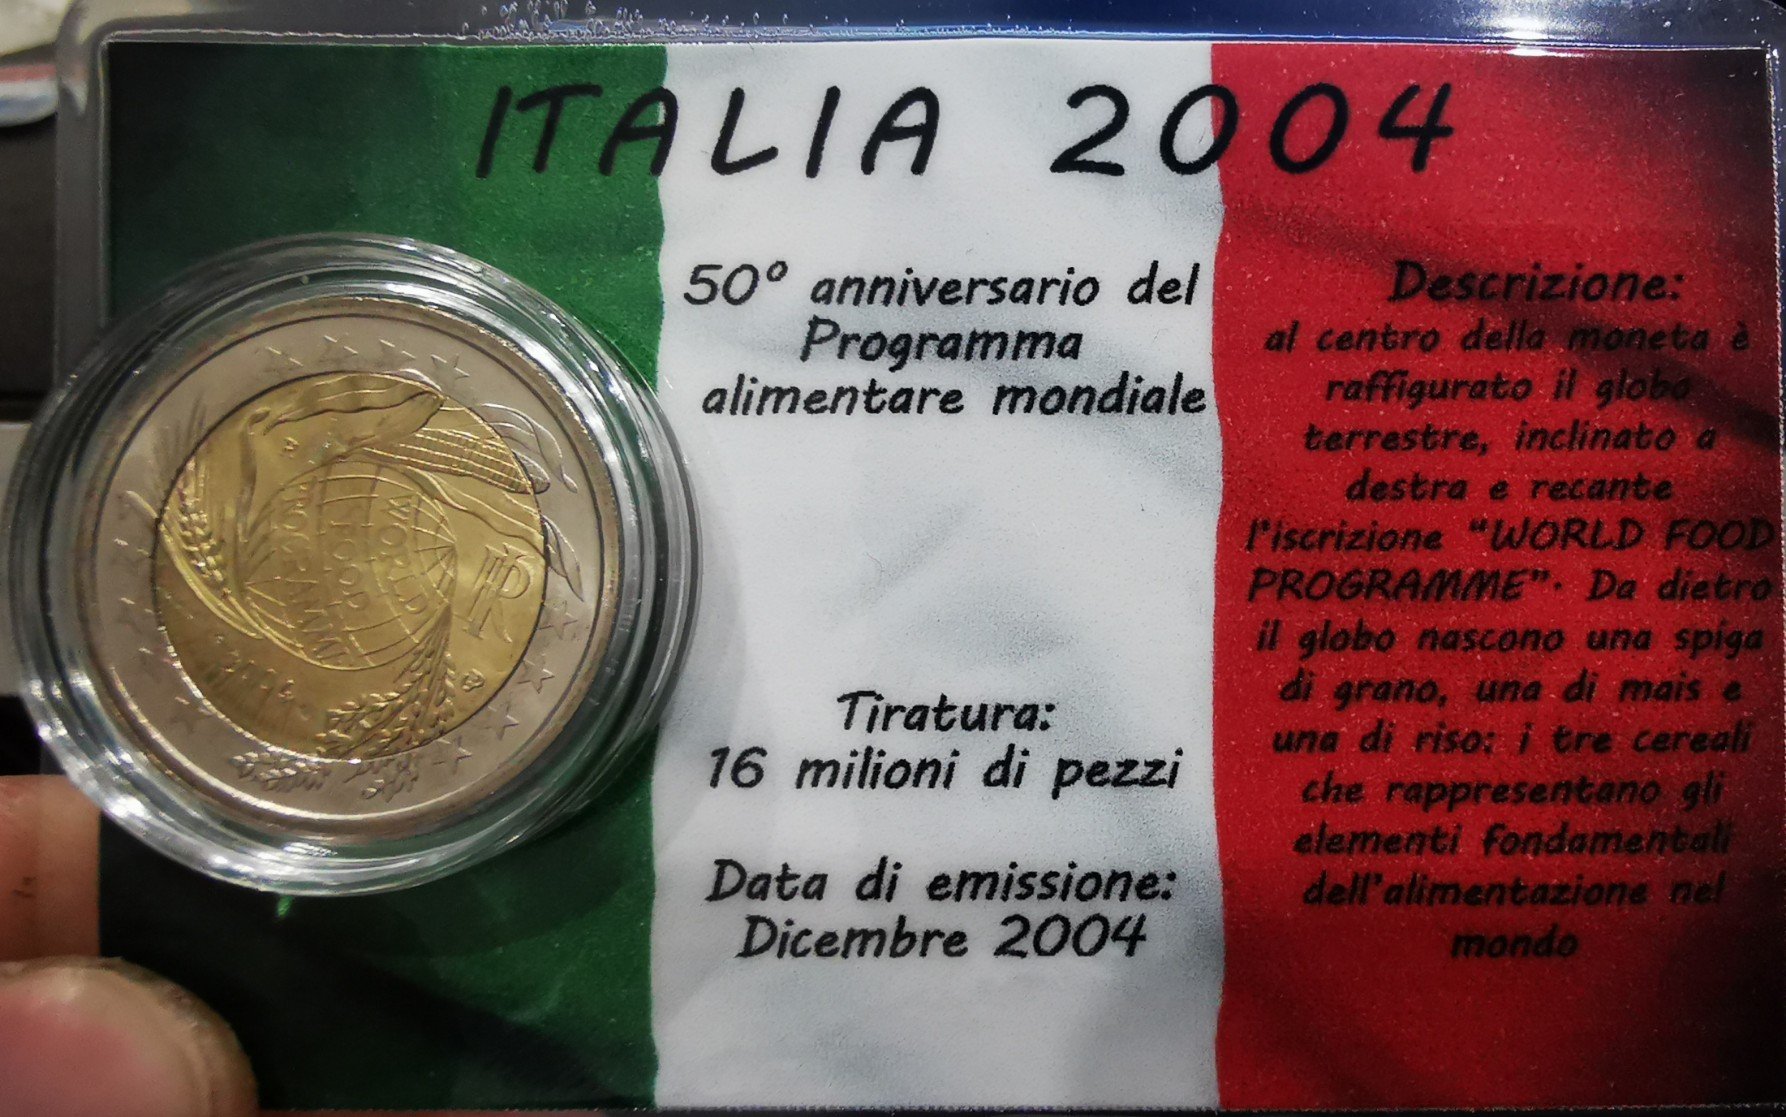 ITALIA 2004
50° anniversario del
Programma
alimentare mondiale
Tiratura:
16 milioni di pezzi
Data di emissione:
Dicembre 2004
Descrizione:
al centro della moneta è
raffigurato il globo
terrestre, inclinato a
destra e recante
l'iscrizione "WORLD FOOD
PROGRAMME". Da dietro
il globo nascono una spiga
di grano, una di mais e
una di riso: i tre cereali
che rappresentano gli
elementi fondamentali
dell'alimentazione nel
mondo
WORLD
FOOD
PROGRAMME
RI
2004